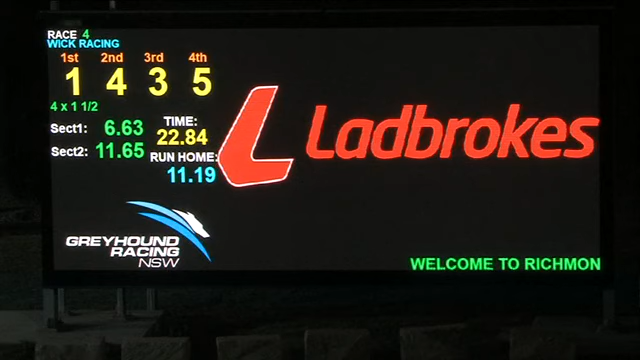 RACE 4
WICK RACING
1st 2nd 3rd 4th
1 4 3 5
4 x 1 1/2
Sect1: 6.63
Sect2: 11.65
TIME:
22.84
RUN HOME:
11.19
Ladbrokes
GREYHOUND
RACING
NSW
WELCOME TO RICHMON